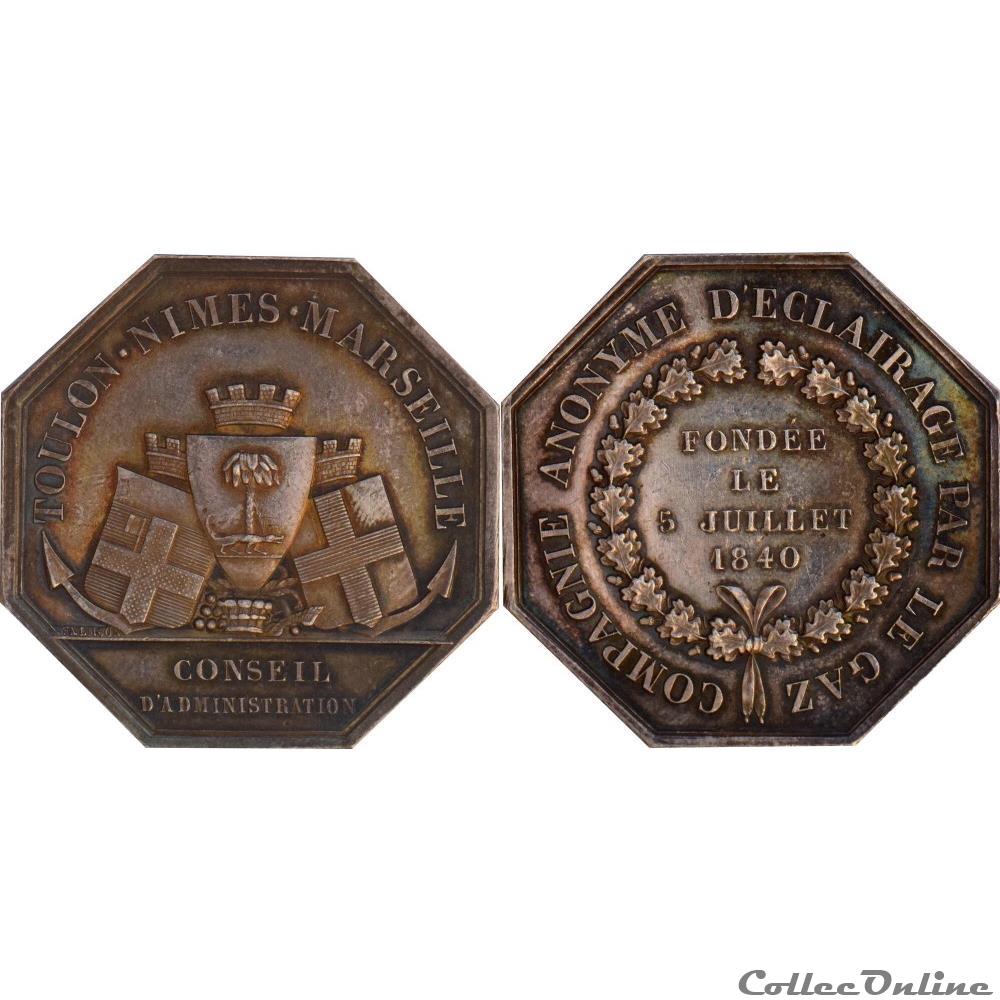 TOULON · NIMES · MARSEILLE
CONSEIL
D'ADMINISTRATION
COMPAGNIE ANONYME D'ECLAIRAGE PAR LE GAZ
FONDÉE
LE
5 JUILLET
1840
CollecOnline